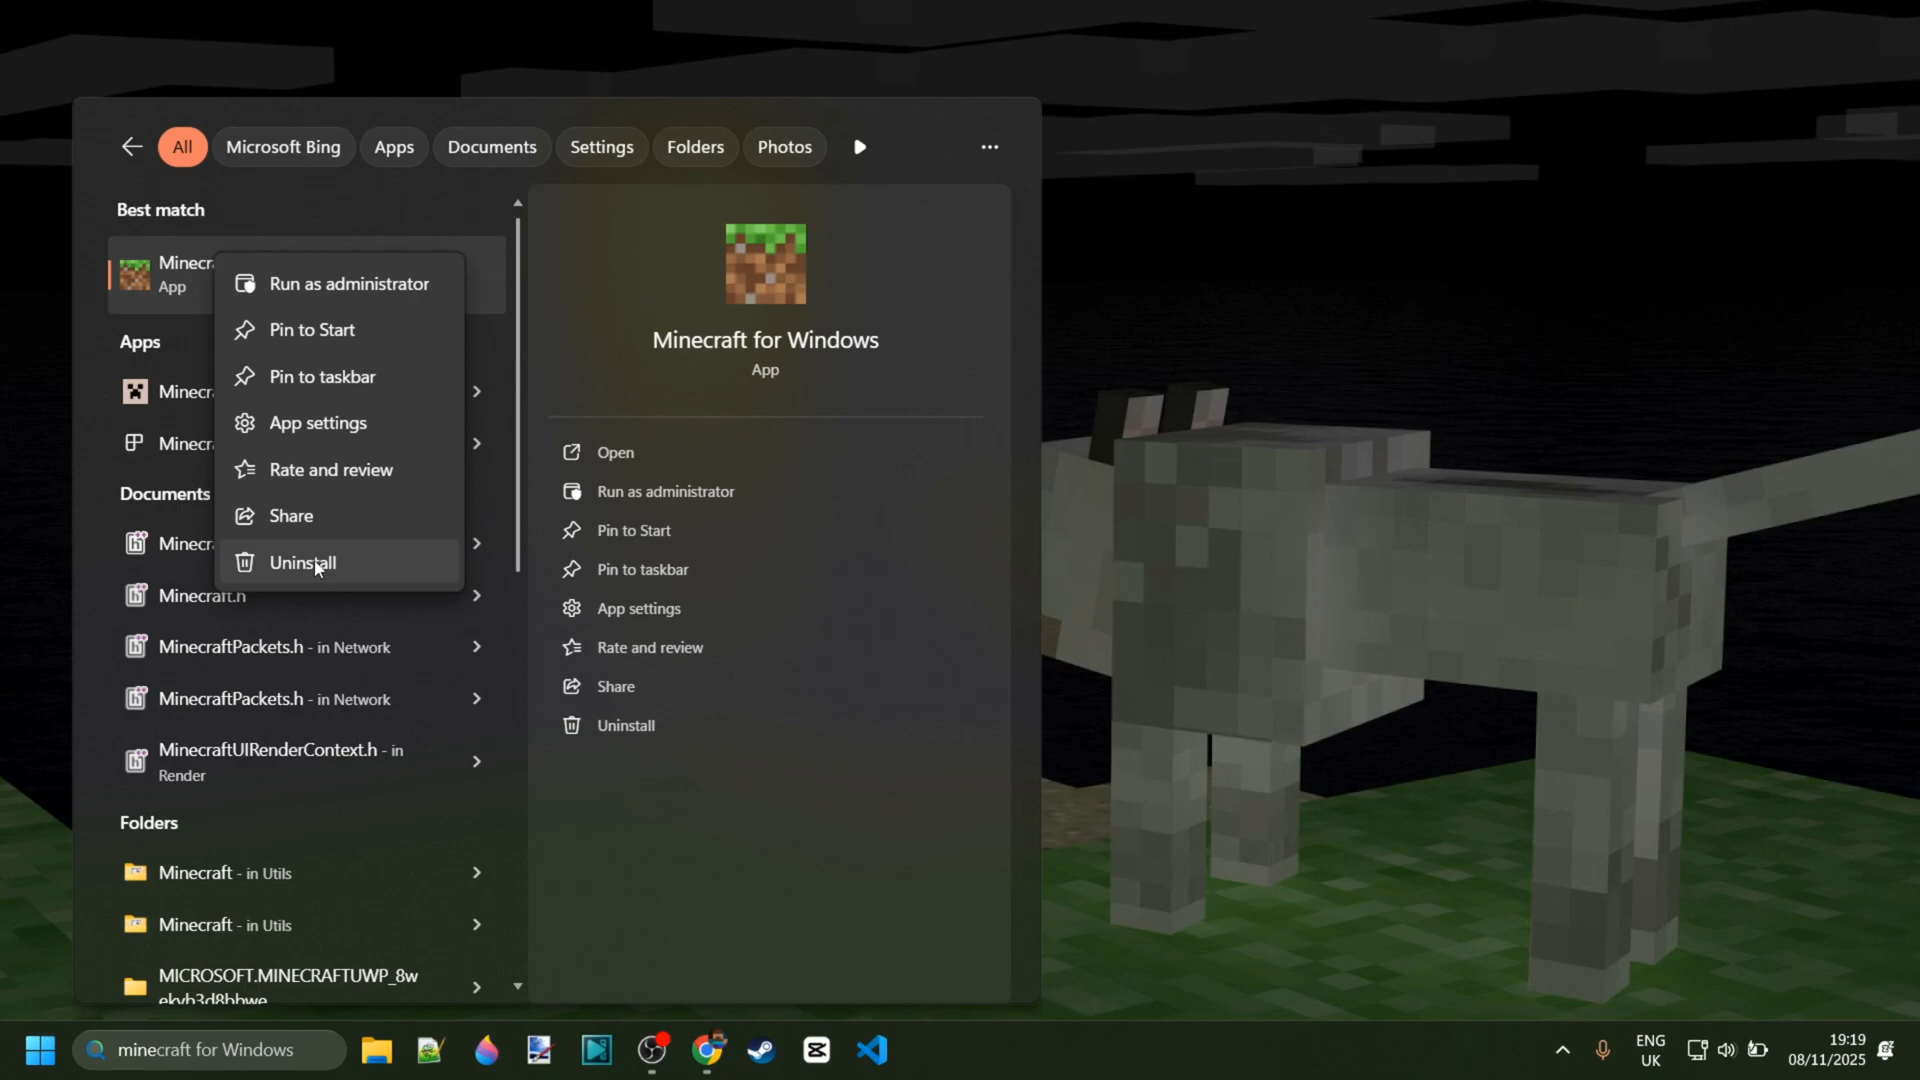 All
Microsoft Bing
Apps
Documents
Settings
Folders
Photos
Best match
Minecr
App
Run as administrator
Pin to Start
Pin to taskbar
App settings
Rate and review
Share
Uninstall
Apps
Minecr
Minecr
Documents
Minecr
Minecraft.h
MinecraftPackets.h - in Network
MinecraftPackets.h - in Network
MinecraftUIRenderContext.h - in
Render
Folders
Minecraft - in Utils
Minecraft - in Utils
MICROSOFT.MINECRAFTUWP_8w
ekyb3d8bbwe
Minecraft for Windows
App
Open
Run as administrator
Pin to Start
Pin to taskbar
App settings
Rate and review
Share
Uninstall
minecraft for Windows
ENG
UK
19:19
08/11/2025